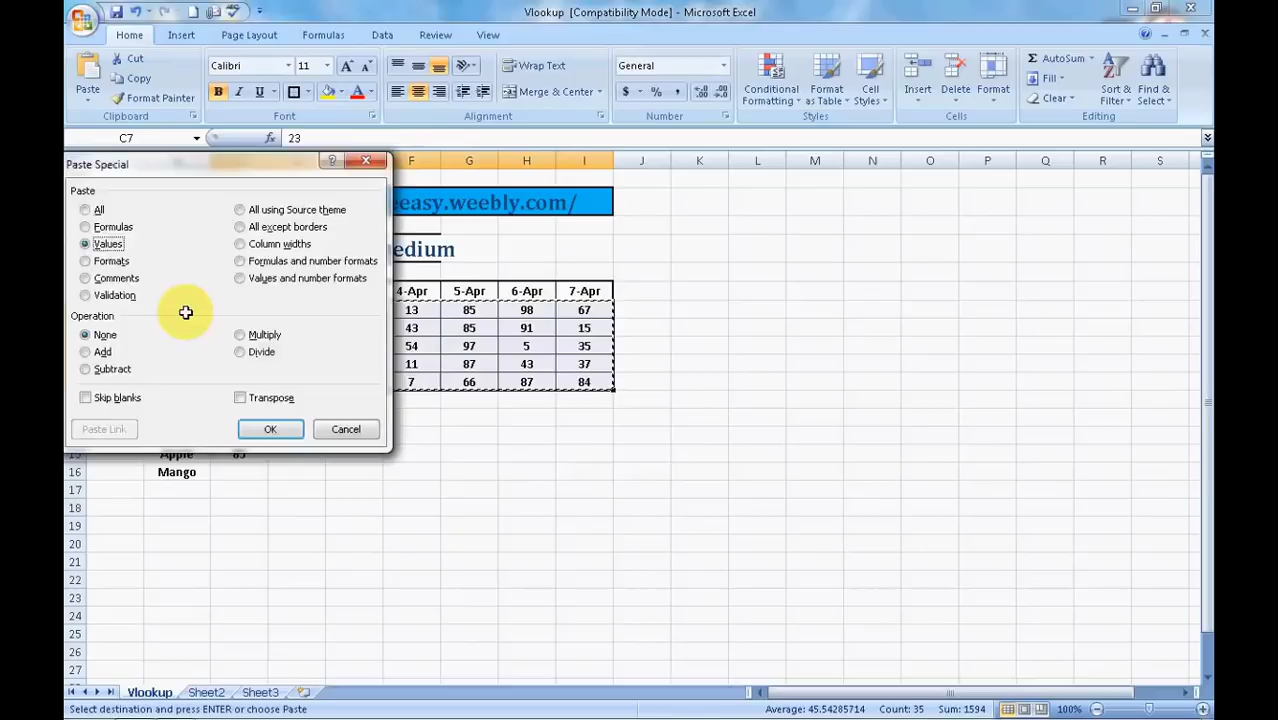 Vlookup [Compatibility Mode] - Microsoft Excel
Home Insert Page Layout Formulas Data Review View
Cut
Copy
Format Painter
Paste
Clipboard
Calibri 11
B I U
Font
Wrap Text
Merge & Center
Alignment
General
$ % ,
Number
Conditional Formatting
Format as Table
Cell Styles
Styles
Insert Delete Format
Cells
AutoSum
Fill
Clear
Sort & Filter
Find & Select
Editing
C7 fx 23
Paste Special
Paste
All All using Source theme
Formulas All except borders
Values Column widths
Formats Formulas and number formats
Comments Values and number formats
Validation
Operation
None Multiply
Add Divide
Subtract
Skip blanks Transpose
Paste Link OK Cancel
F G H I J K L M N O P Q R S
easy.weebly.com/
edium
4-Apr 5-Apr 6-Apr 7-Apr
13 85 98 67
43 85 91 15
54 97 5 35
11 87 43 37
7 66 87 84
15 Apple 85
16 Mango
17
18
19
20
21
22
23
24
25
26
27
Vlookup Sheet2 Sheet3
Select destination and press ENTER or choose Paste Average: 45.54285714 Count: 35 Sum: 1594 100%